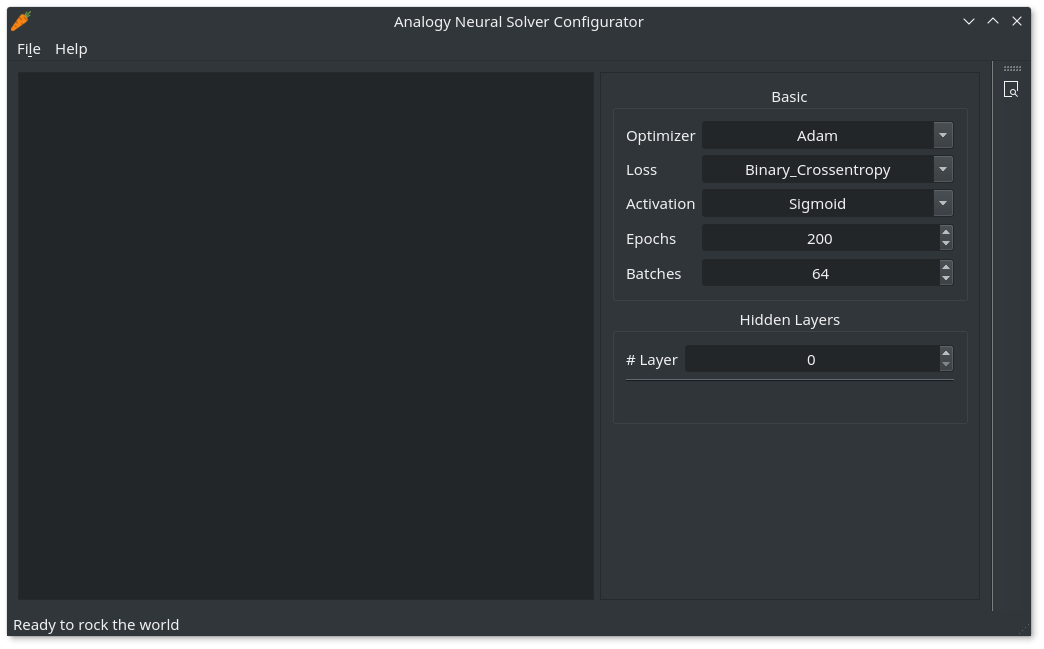 Analogy Neural Solver Configurator
File Help
Basic
Optimizer Adam
Loss Binary_Crossentropy
Activation Sigmoid
Epochs 200
Batches 64
Hidden Layers
# Layer 0
Ready to rock the world